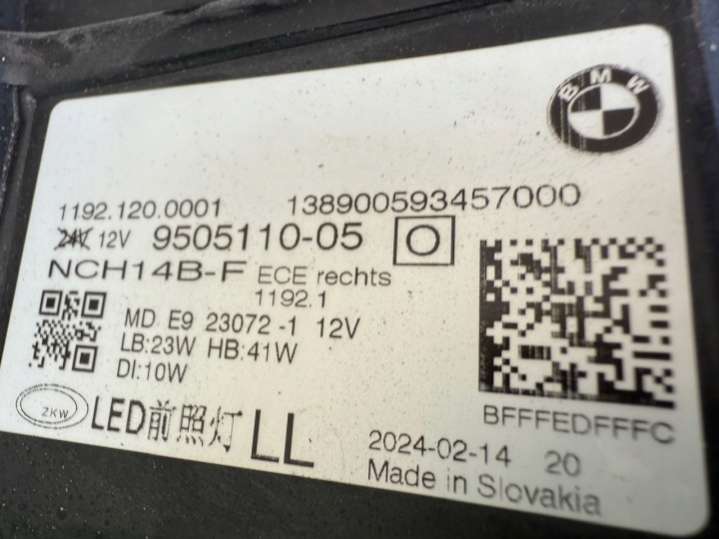 BMW
1192.120.0001 138900593457000
24V 12V 9505110-05 O
NCH14B-F ECE rechts
1192.1
MD E9 23072-1 12V
LB:23W HB:41W
DI:10W
BFFFEDFFFC
ZKW LED前照灯 LL
2024-02-14 20
Made in Slovakia